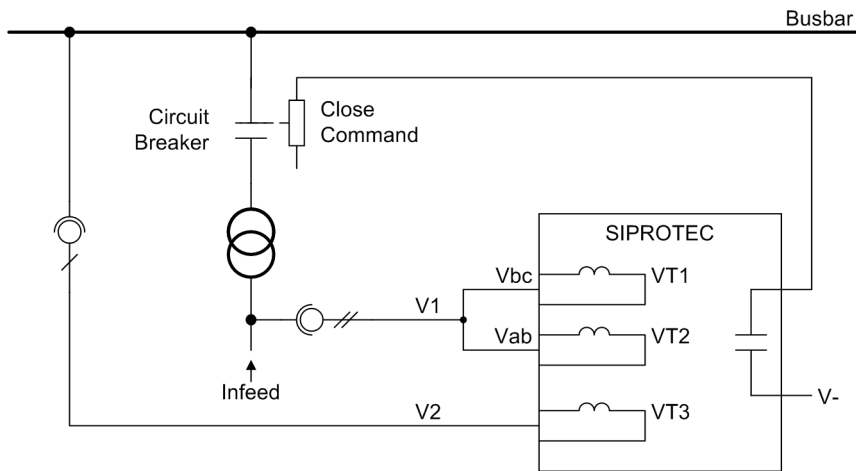 Busbar
Circuit
Breaker
Close
Command
SIPROTEC
Vbc
VT1
V1
Vab
VT2
Infeed
V2
VT3
V-